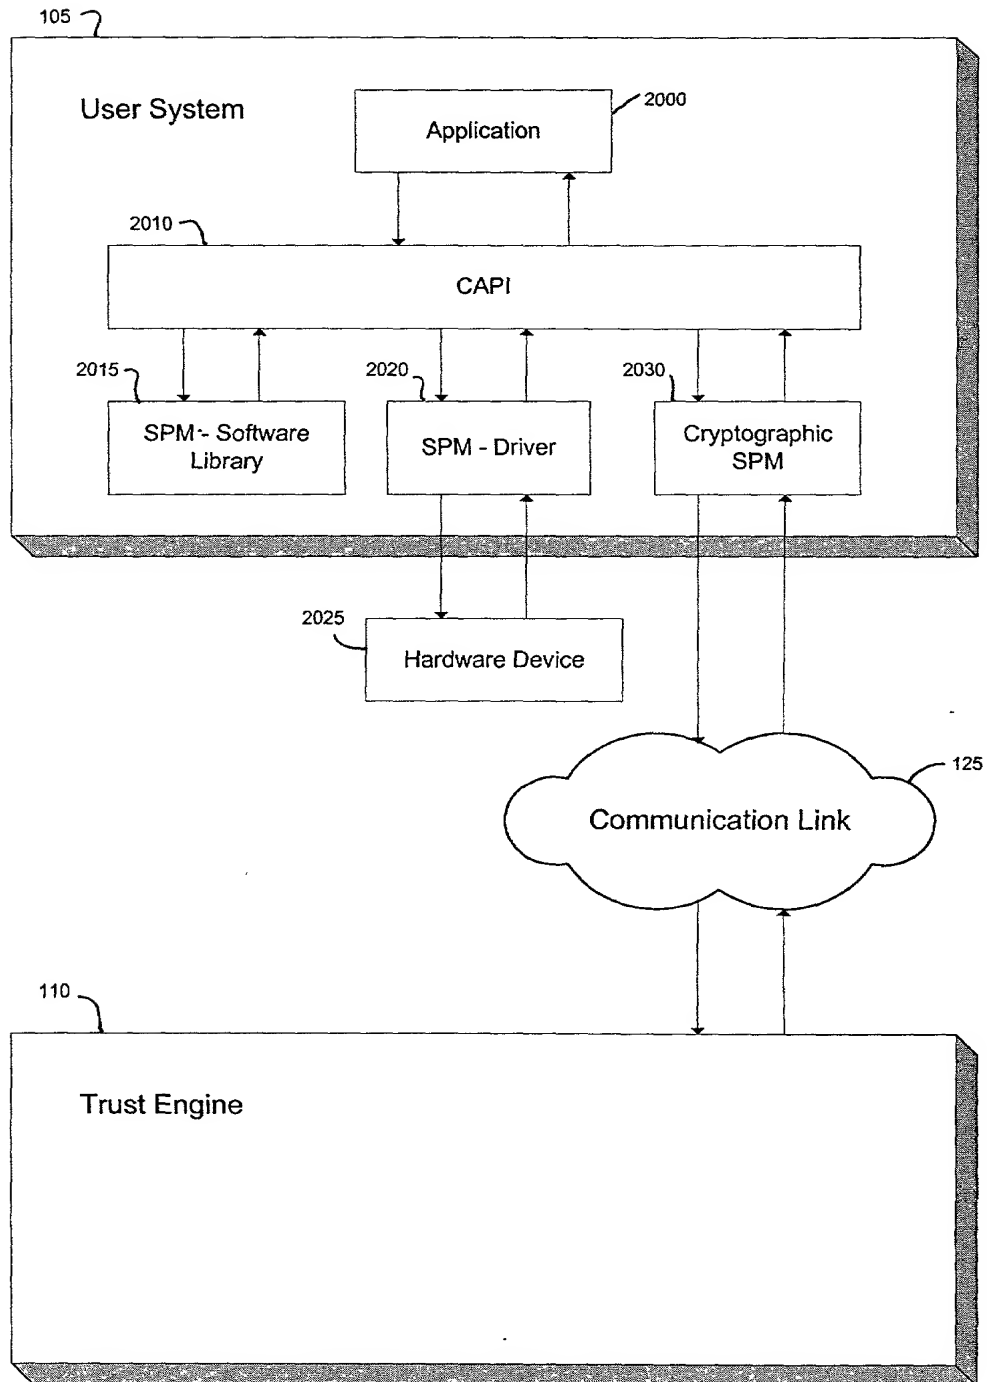 105
User System
2000
Application
2010
CAPI
2015
2020
2030
SPM - Software
Library
SPM - Driver
Cryptographic
SPM
2025
Hardware Device
125
Communication Link
110
Trust Engine